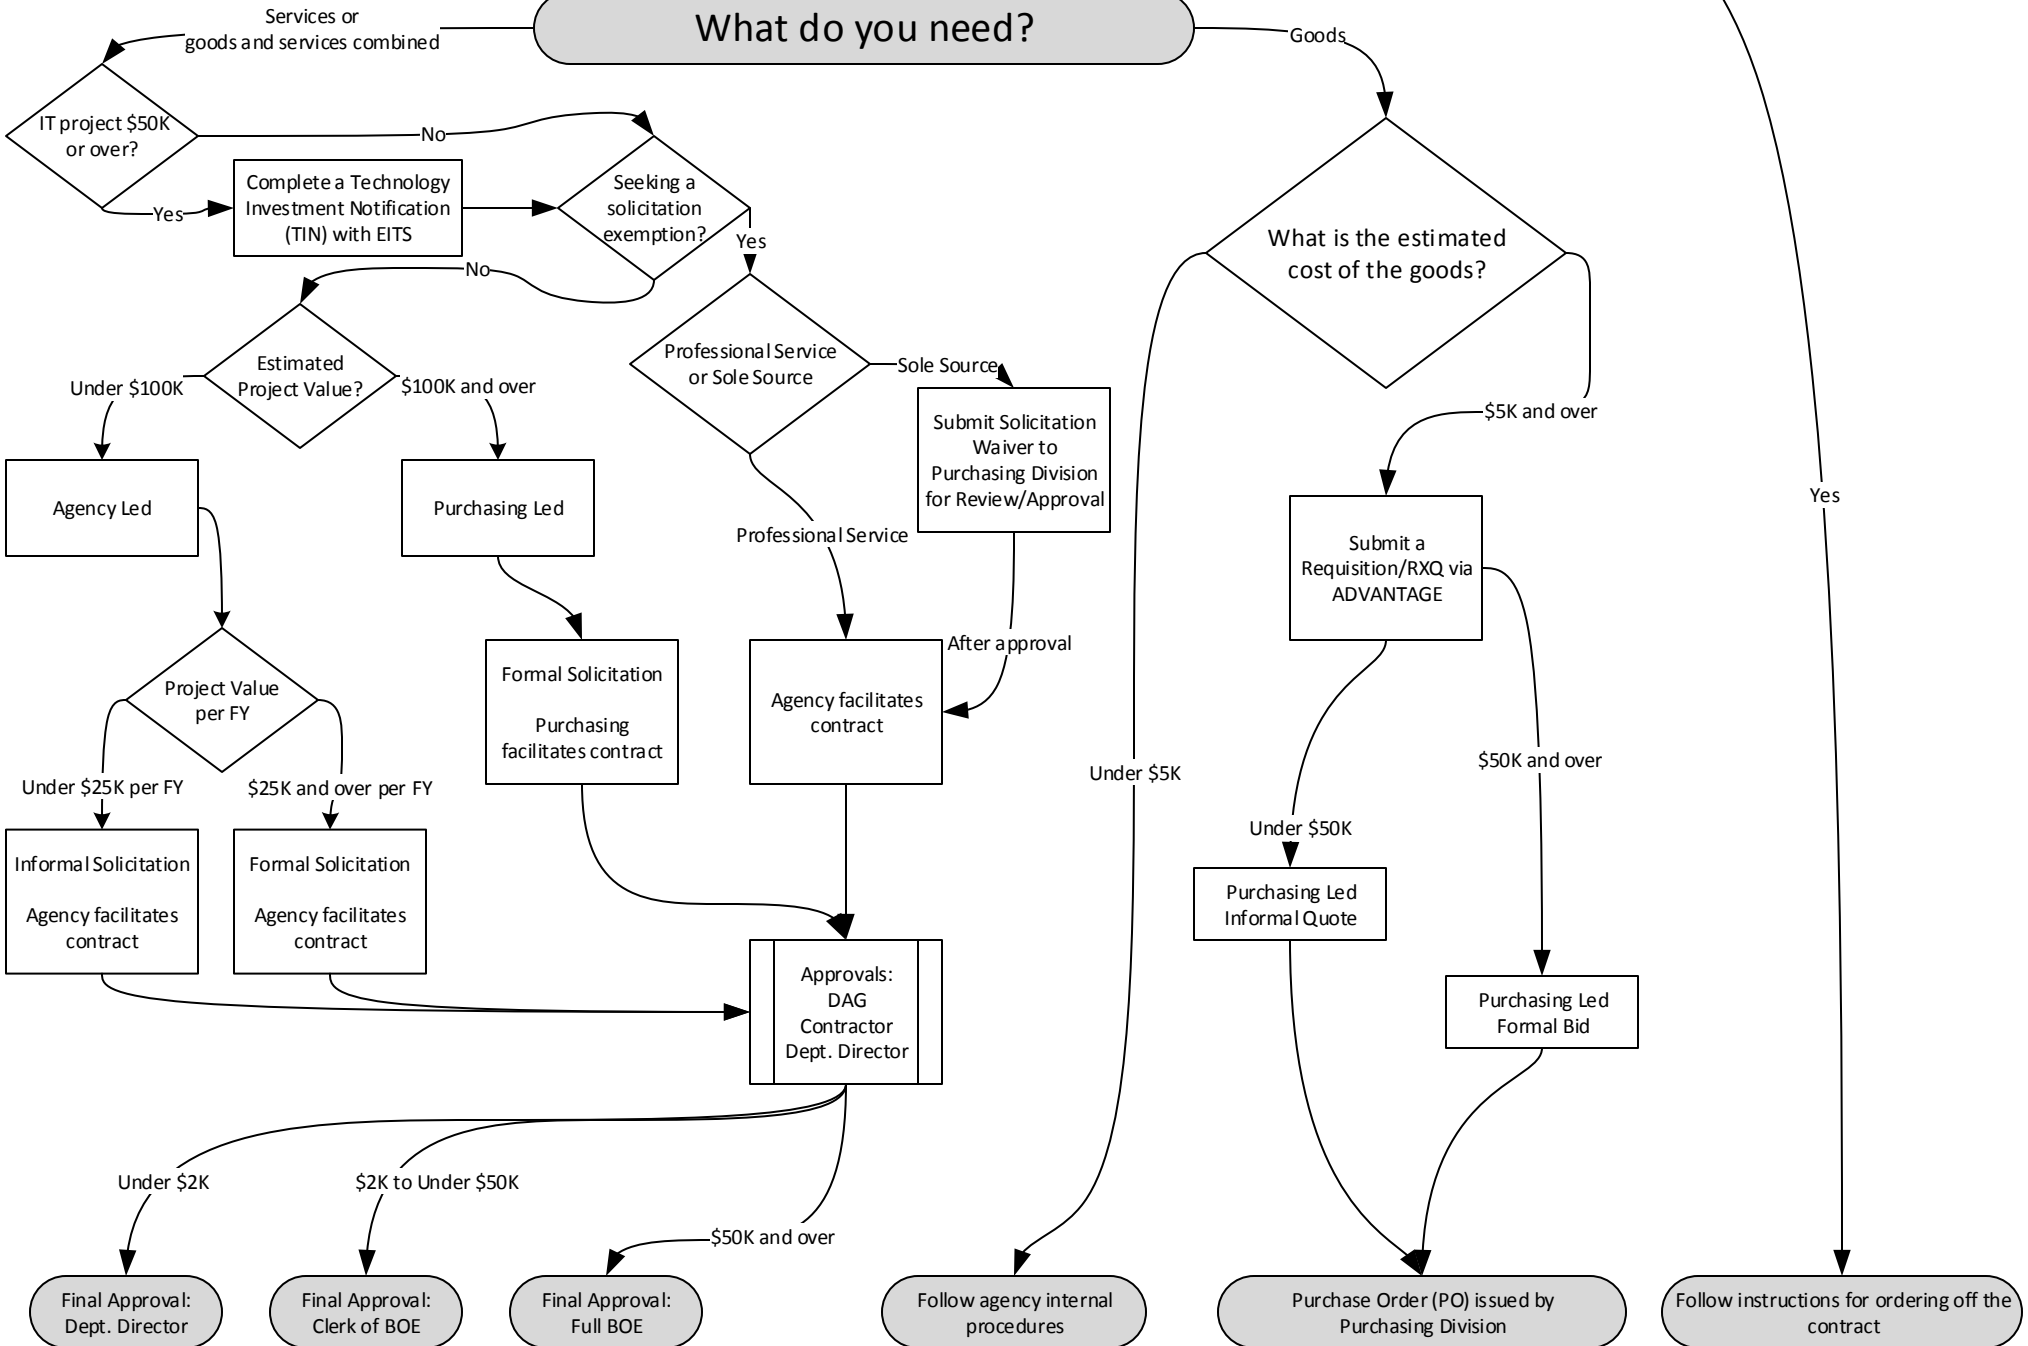 What do you need?
Services or
goods and services combined
Goods
IT project $50K
or over?
No
Yes
Complete a Technology
Investment Notification
(TIN) with EITS
Seeking a
solicitation
exemption?
Yes
No
What is the estimated
cost of the goods?
Estimated
Project Value?
Under $100K
$100K and over
Professional Service
or Sole Source
Sole Source
Submit Solicitation
Waiver to
Purchasing Division
for Review/Approval
$5K and over
Yes
Agency Led
Purchasing Led
Professional Service
Submit a
Requisition/RXQ via
ADVANTAGE
After approval
Project Value
per FY
Formal Solicitation
Purchasing
facilitates contract
Agency facilitates
contract
Under $5K
$50K and over
Under $25K per FY
$25K and over per FY
Under $50K
Informal Solicitation
Agency facilitates
contract
Formal Solicitation
Agency facilitates
contract
Purchasing Led
Informal Quote
Approvals:
DAG
Contractor
Dept. Director
Purchasing Led
Formal Bid
Under $2K
$2K to Under $50K
$50K and over
Final Approval:
Dept. Director
Final Approval:
Clerk of BOE
Final Approval:
Full BOE
Follow agency internal
procedures
Purchase Order (PO) issued by
Purchasing Division
Follow instructions for ordering off the
contract